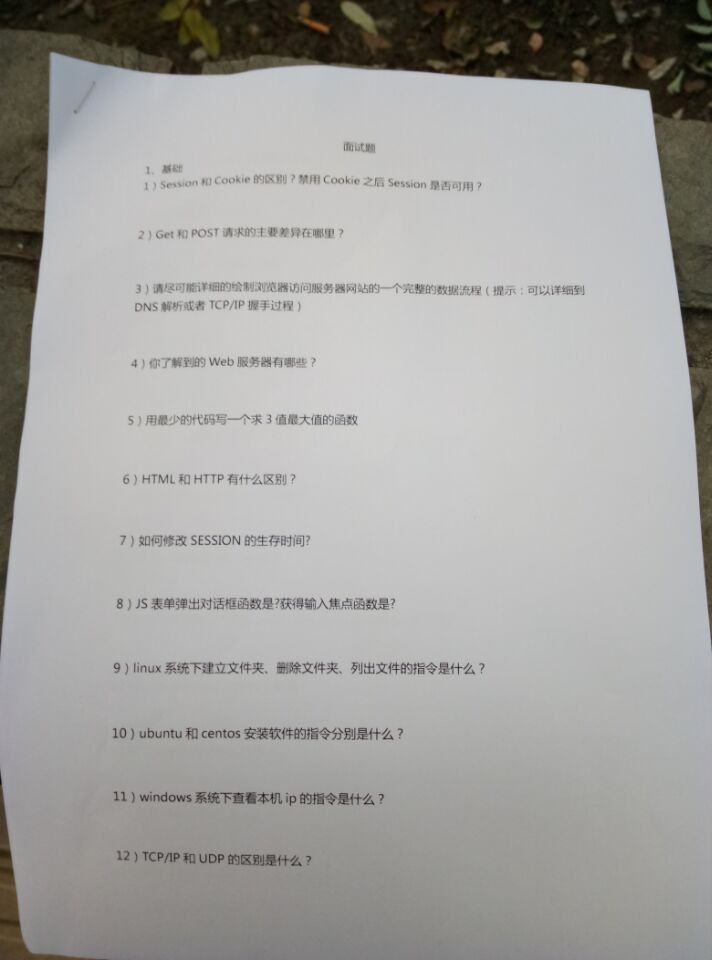 面试题
1、基础
1）Session 和 Cookie 的区别？禁用 Cookie 之后 Session 是否可用？
2）Get 和 POST 请求的主要差异在哪里？
3）请尽可能详细的绘制浏览器访问服务器网站的一个完整的数据流程（提示：可以详细到
DNS 解析或者 TCP/IP 握手过程）
4）你了解到的 Web 服务器有哪些？
5）用最少的代码写一个求 3 值最大值的函数
6）HTML 和 HTTP 有什么区别？
7）如何修改 SESSION 的生存时间?
8）JS 表单弹出对话框函数是?获得输入焦点函数是?
9）linux 系统下建立文件夹、删除文件夹、列出文件的指令是什么？
10）ubuntu 和 centos 安装软件的指令分别是什么？
11）windows 系统下查看本机 ip 的指令是什么？
12）TCP/IP 和 UDP 的区别是什么？